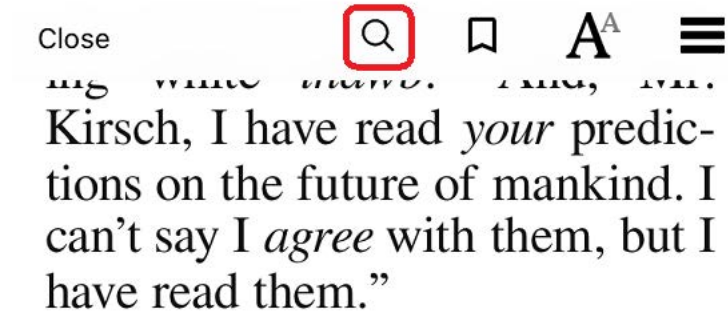 Close
AA
Kirsch, I have read your predic-
tions on the future of mankind. I
can’t say I agree with them, but I
have read them.”